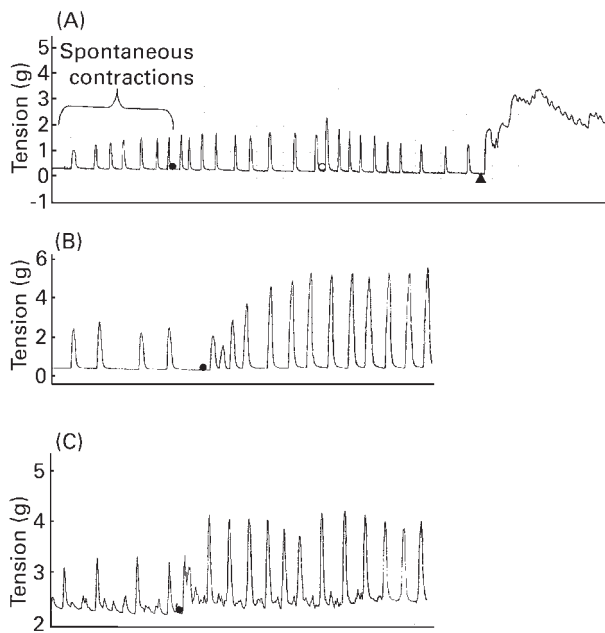 (A)
5
Spontaneous
contractions
4
3
2
1
0
-1
Tension (g)
(B)
6
4
2
0
Tension (g)
(C)
5
4
3
2
Tension (g)